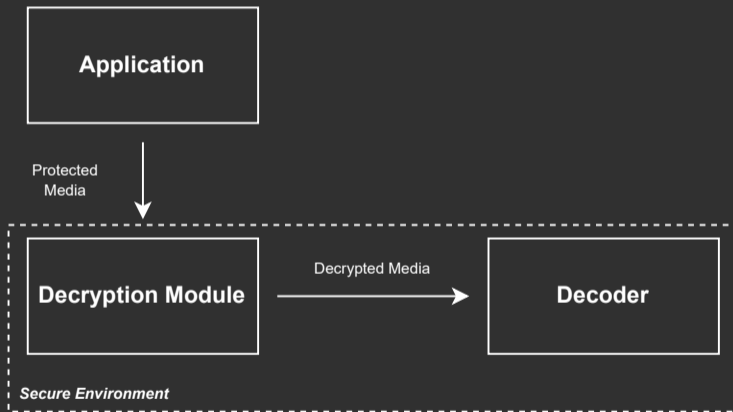 Application
Protected
Media
Decrypted Media
Decryption Module
Decoder
Secure Environment